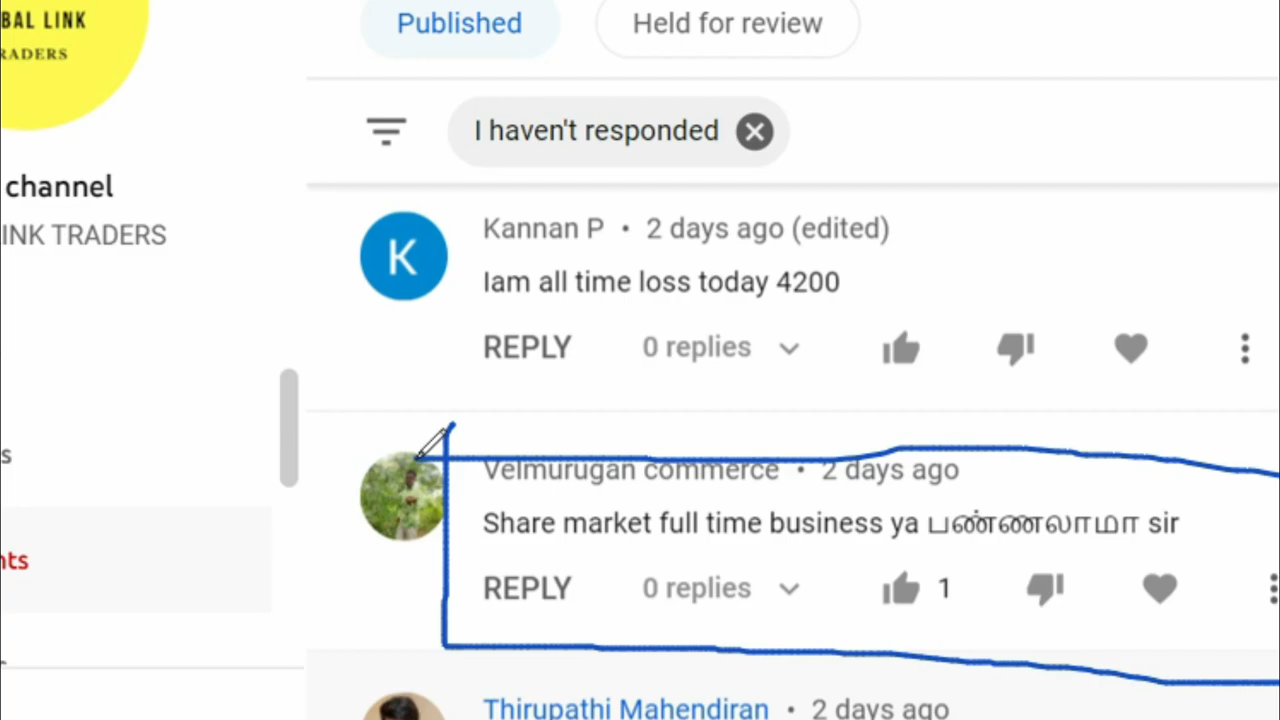 BAL LINK
RADERS
Published
Held for review
I haven't responded
channel
INK TRADERS
Kannan P • 2 days ago (edited)
K
Iam all time loss today 4200
REPLY 0 replies
s
Velmurugan commerce • 2 days ago
Share market full time business ya பண்ணலாமா sir
nts
REPLY 0 replies 1
Thirupathi Mahendiran • 2 days ago